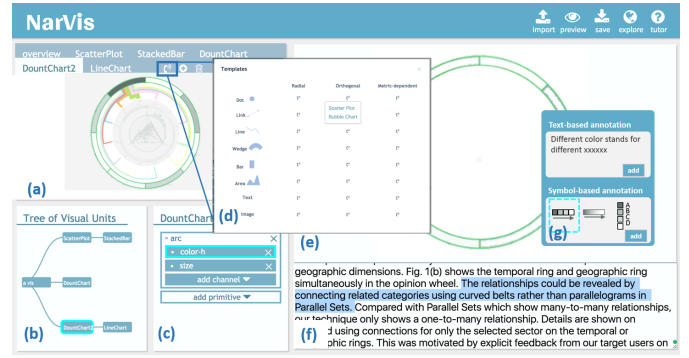 NarVis
import preview save explore tutor
overview ScatterPlot StackedBar DountChart
DountChart2 LineChart
Templates
Radial Orthogonal Metric-dependent
Dot
Link
Scatter Plot
Bubble Chart
Line
Wedge
Bar
Area
Text
Image
(a)
(d)
Text-based annotation
Different color stands for
different xxxxxx
add
Symbol-based annotation
A
B
C
D
add
(g)
(e)
Tree of Visual Units
ScatterPlot StackedBar
a vis DountChart
DountChart2 LineChart
(b)
DountChart
arc
color-h
size
add channel
add primitive
(c)
geographic dimensions. Fig. 1(b) shows the temporal ring and geographic ring
simultaneously in the opinion wheel. The relationships could be revealed by
connecting related categories using curved belts rather than parallelograms in
Parallel Sets. Compared with Parallel Sets which show many-to-many relationships,
our technique only shows a one-to-many relationship. Details are shown on
d using connections for only the selected sector on the temporal or
phic rings. This was motivated by explicit feedback from our target users on
(f)